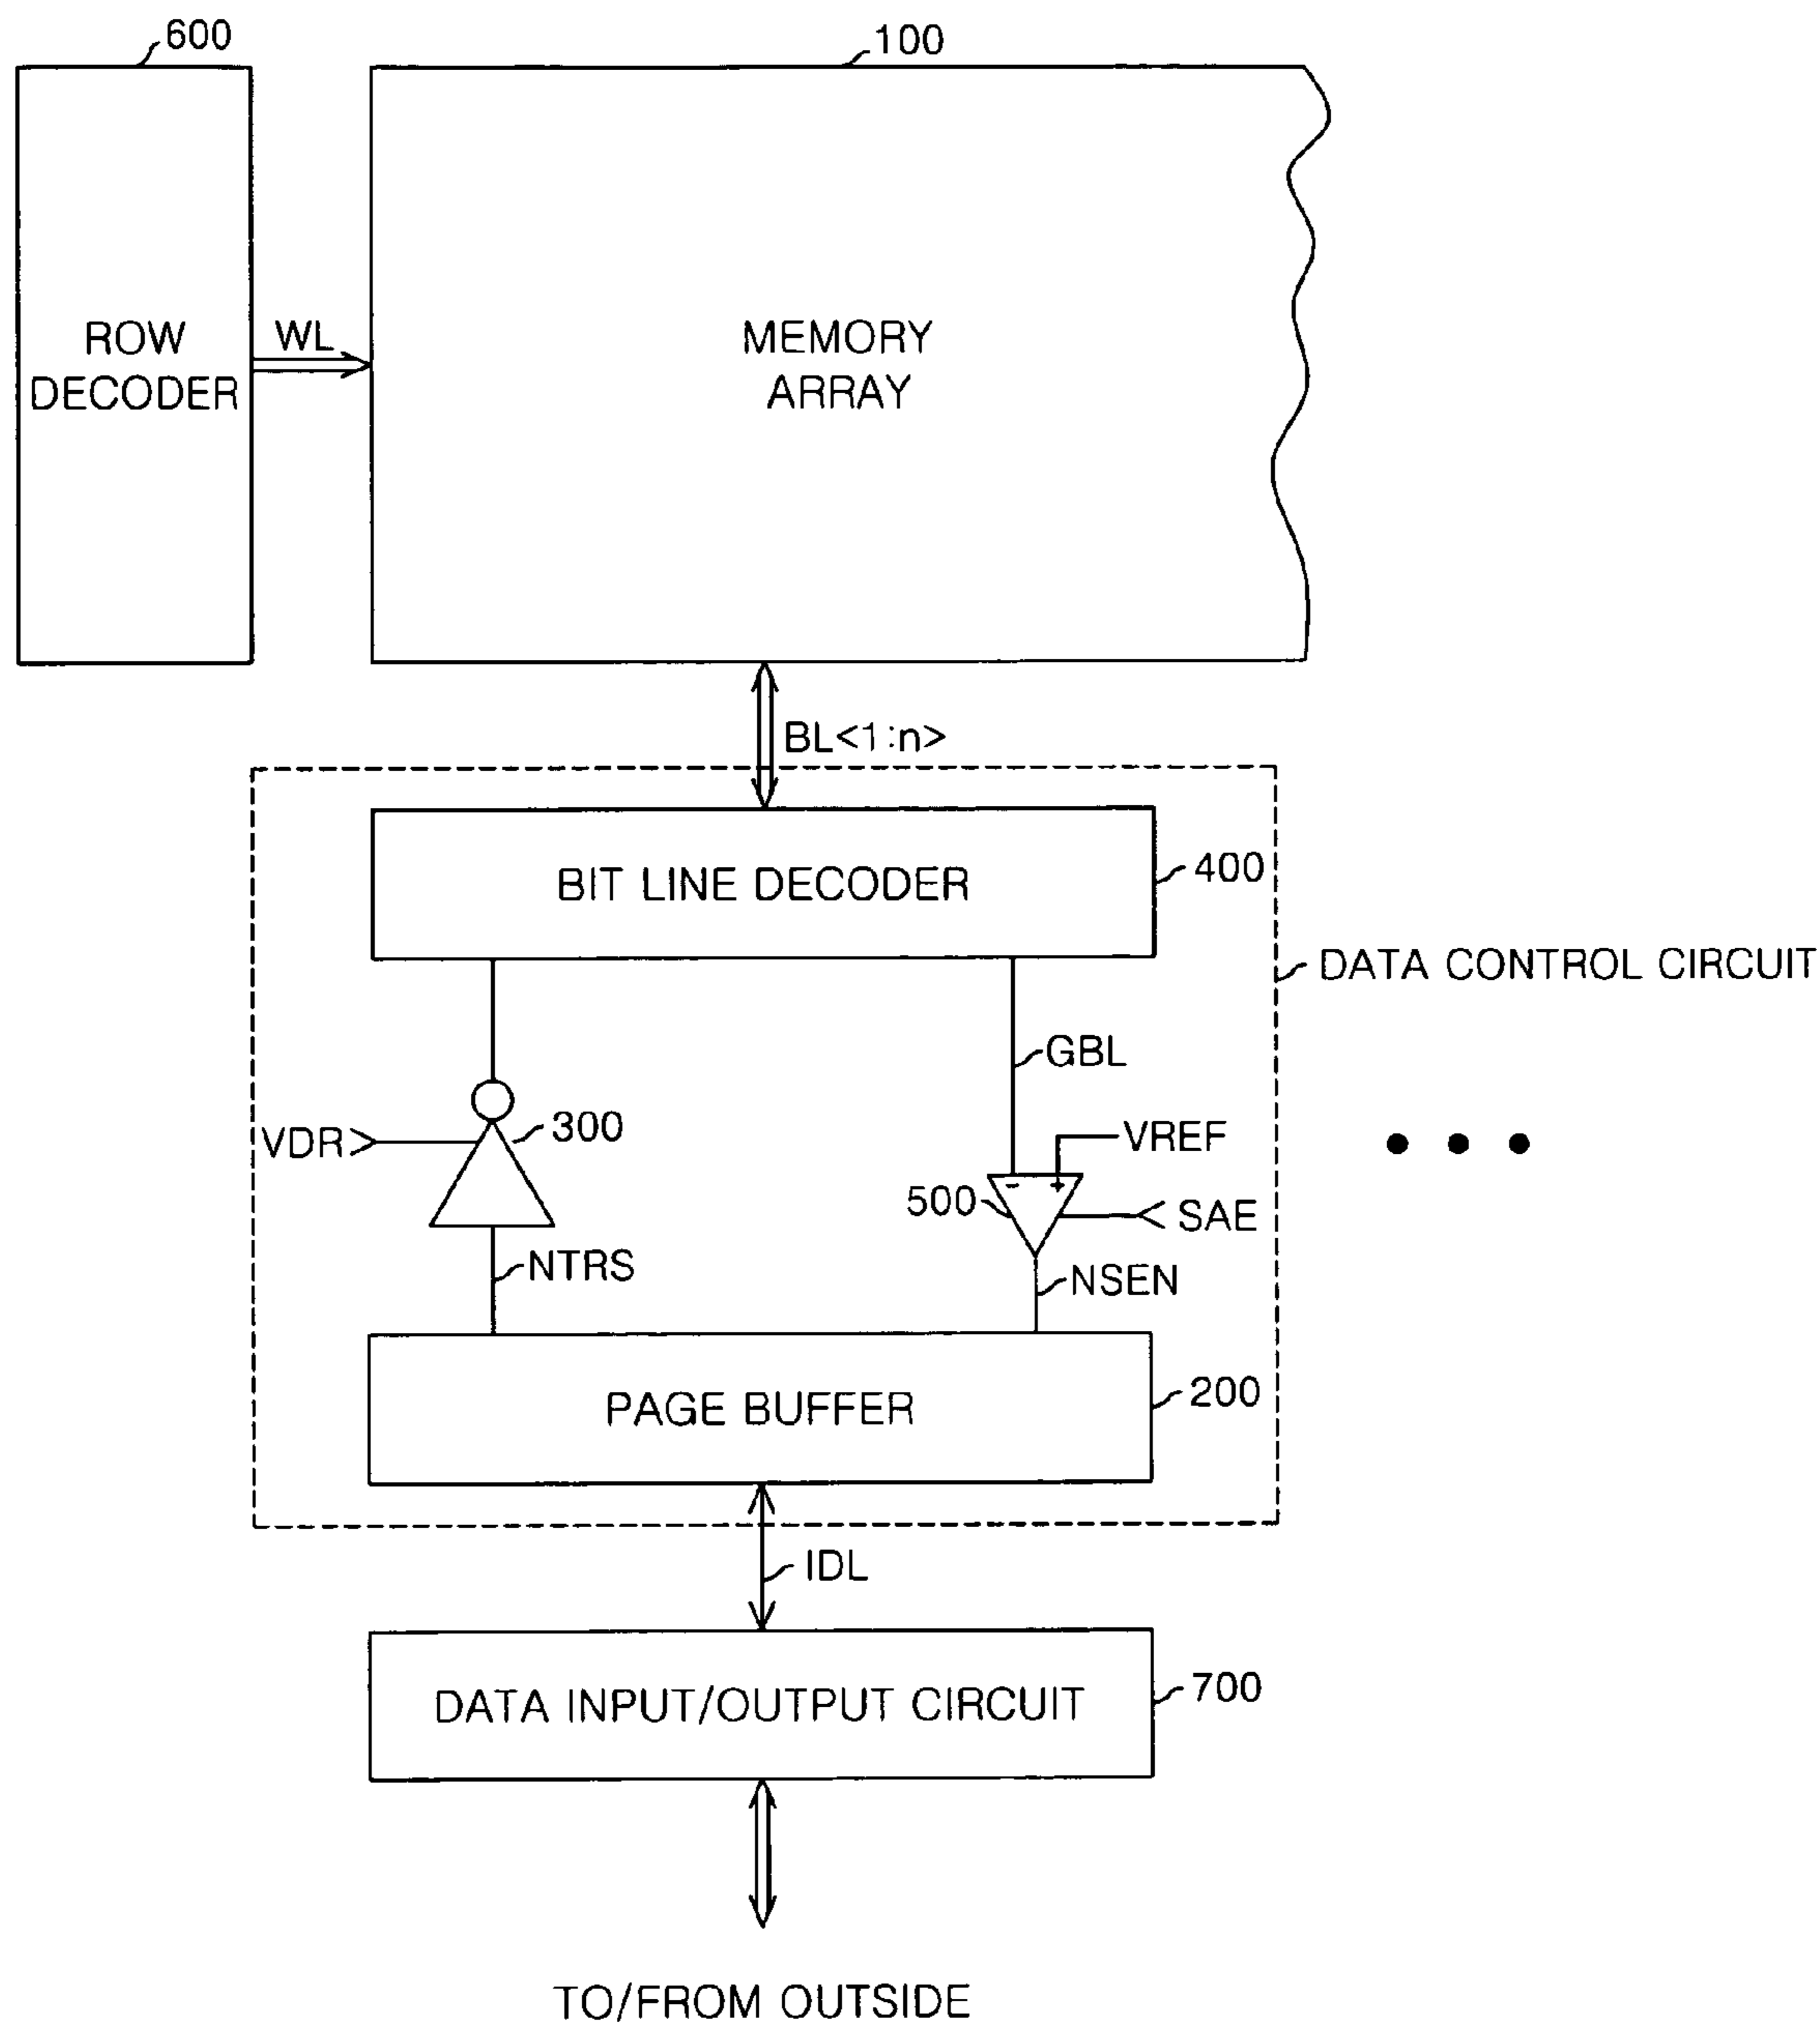 600
100
ROW
DECODER
WL
MEMORY
ARRAY
BL<1:n>
BIT LINE DECODER
400
DATA CONTROL CIRCUIT
GBL
VDR
300
VREF
- +
500
SAE
NTRS
NSEN
PAGE BUFFER
200
IDL
DATA INPUT/OUTPUT CIRCUIT
700
TO/FROM OUTSIDE